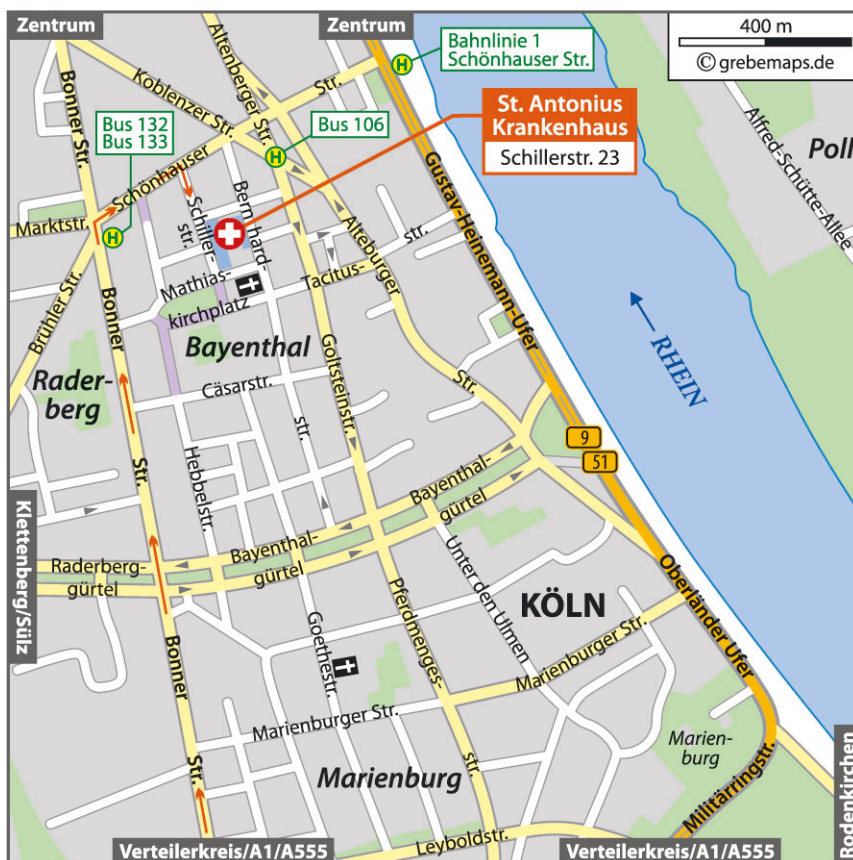 Zentrum
Zentrum
400 m
© grebemaps.de
Bahnlinie 1
Schönhauser Str.
Bus 132
Bus 133
Bus 106
St. Antonius
Krankenhaus
Schillerstr. 23
Bonner Str.
Koblenzer Str.
Altenberger Str.
Schönhauser
Str.
Alfred-Schütte-Allee
Poll
Gustav-Heinemann-Ufer
Marktstr.
Schiller-
str.
Bernhard-
str.
Alteburger
Str.
Brühler Str.
Mathias-
kirchplatz
Tacitus-
str.
Bonner
Str.
Bayenthal
Rader-
berg
RHEIN
Cäsarstr.
Goltsteinstr.
Hebbelstr.
9
51
Klettenberg/Sülz
Bayenthal-
gürtel
Bayenthal-
gürtel
Raderberg-
gürtel
Unter den Ulmen
Oberländer Ufer
KÖLN
Bonner
Str.
Goethestr.
Pferdmenges-
str.
Marienburger Str.
Marienburger Str.
Marien-
burg
Marienburg
Militärringstr.
Rodenkirchen
Leyboldstr.
Verteilerkreis/A1/A555
Verteilerkreis/A1/A555
H
H
H